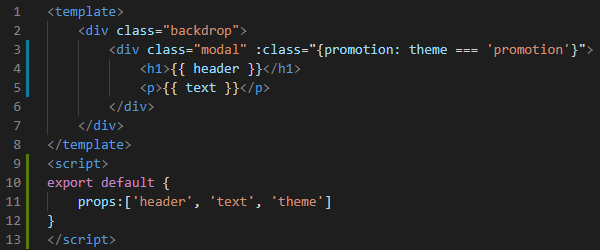 1 <template>
2 <div class="backdrop">
3 <div class="modal" :class="{promotion: theme === 'promotion'}">
4 <h1>{{ header }}</h1>
5 <p>{{ text }}</p>
6 </div>
7 </div>
8 </template>
9 <script>
10 export default {
11 props:['header', 'text', 'theme']
12 }
13 </script>